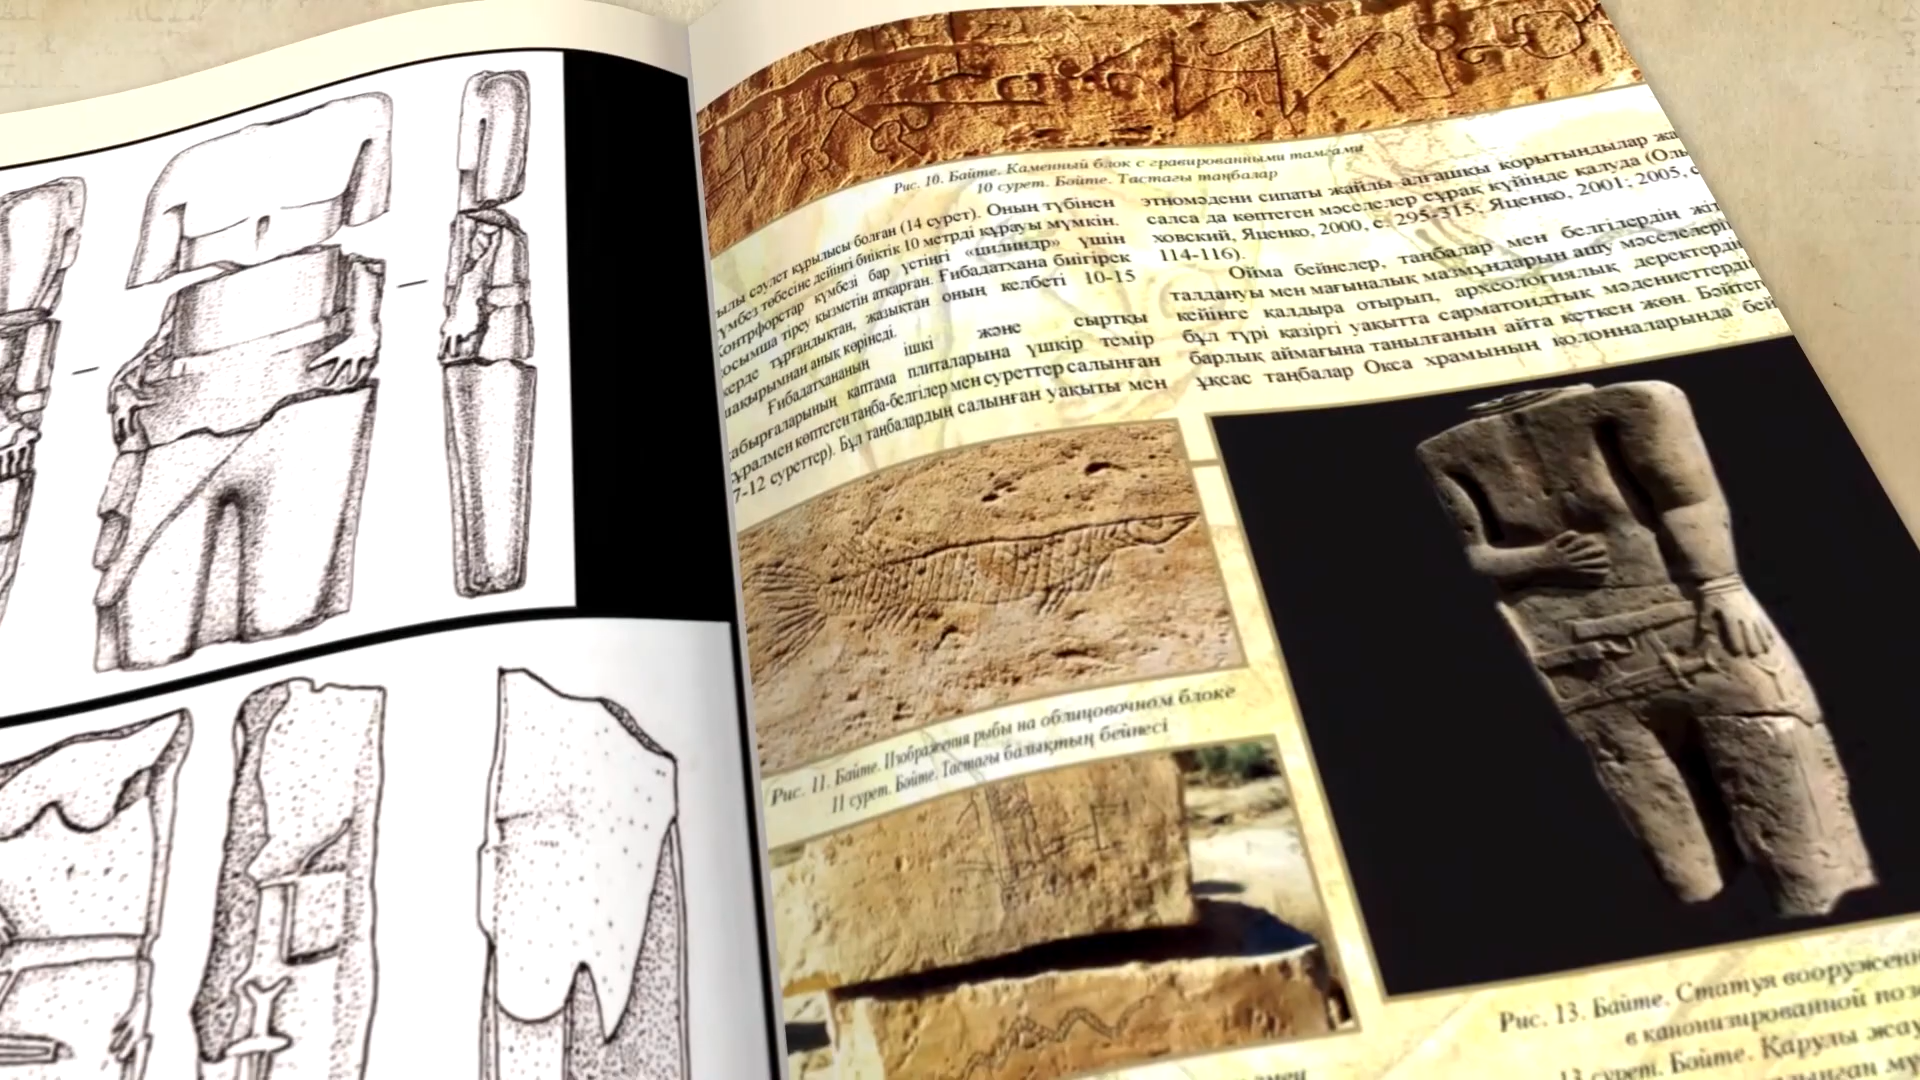 Рис. 10. Байте. Каменный блок с гравированными тамгами
10 сурет. Бәйте. Тастағы таңбалар
сәулет құрылысы болған (14 сурет). Оның түбінен
күмбез төбесіне дейінгі биіктік 10 метрді құрауы мүмкін.
Контрфорстар күмбезі бар үстіңгі «цилиндр» үшін
қосымша тіреу қызметін атқарған. Ғибадатхана биігірек
жерде тұрғандықтан, жазықтан оның келбеті 10-15
шақырымнан анық көрінеді.
Ғибадатхананың ішкі және сыртқы
қабырғаларының қаптама плиталарына үшкір темір
құралмен көптеген таңба-белгілер мен суреттер салынған
7-12 суреттер). Бұл таңбалардың салынған уақыты мен
этномәдени сипаты жайлы алғашқы қорытындылар жа
салса да көптеген мәселелер сұрақ күйінде қалуда (Оль
ховский, Яценко, 2000, с. 295-315; Яценко, 2001; 2005, с
114-116).
Ойма бейнелер, таңбалар мен белгілердің жіп
талдануы мен мағыналық мазмұндарын ашу мәселелері
кейінге қалдыра отырып, археологиялық деректердің
бұл түрі қазіргі уақытта сарматоидтық мәдениеттердің
барлық аймағына танылғанын айта кеткен жөн. Бәйтег
ұқсас таңбалар Окса храмының колонналарында бей
Рис. 11. Байте. Изображения рыбы на облицовочном блоке
11 сурет. Бәйте. Тастағы балықтың бейнесі
Рис. 13. Байте. Статуя вооруженн
в канонизированной поз
13 сурет. Бәйте. Қарулы жау